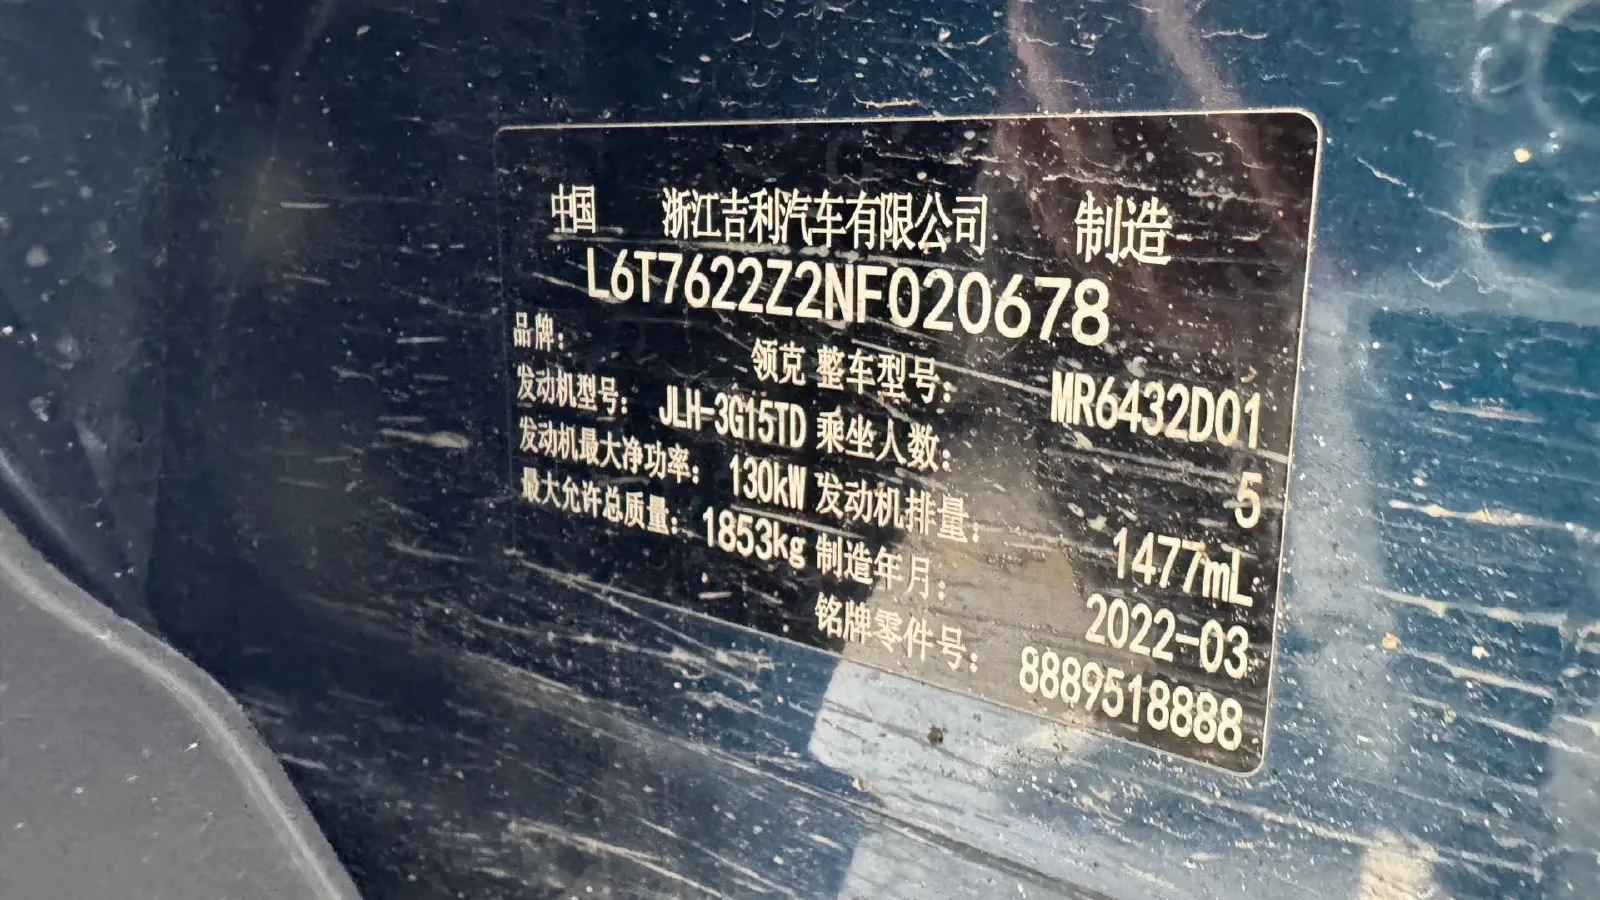 中国 浙江吉利汽车有限公司 制造
L6T7622Z2NF020678
品牌： 领克 整车型号： MR6432D01
发动机型号： JLH-3G15TD 乘坐人数： 5
发动机最大净功率： 130kW 发动机排量： 1477mL
最大允许总质量： 1853kg 制造年月： 2022-03
铭牌零件号： 8889518888